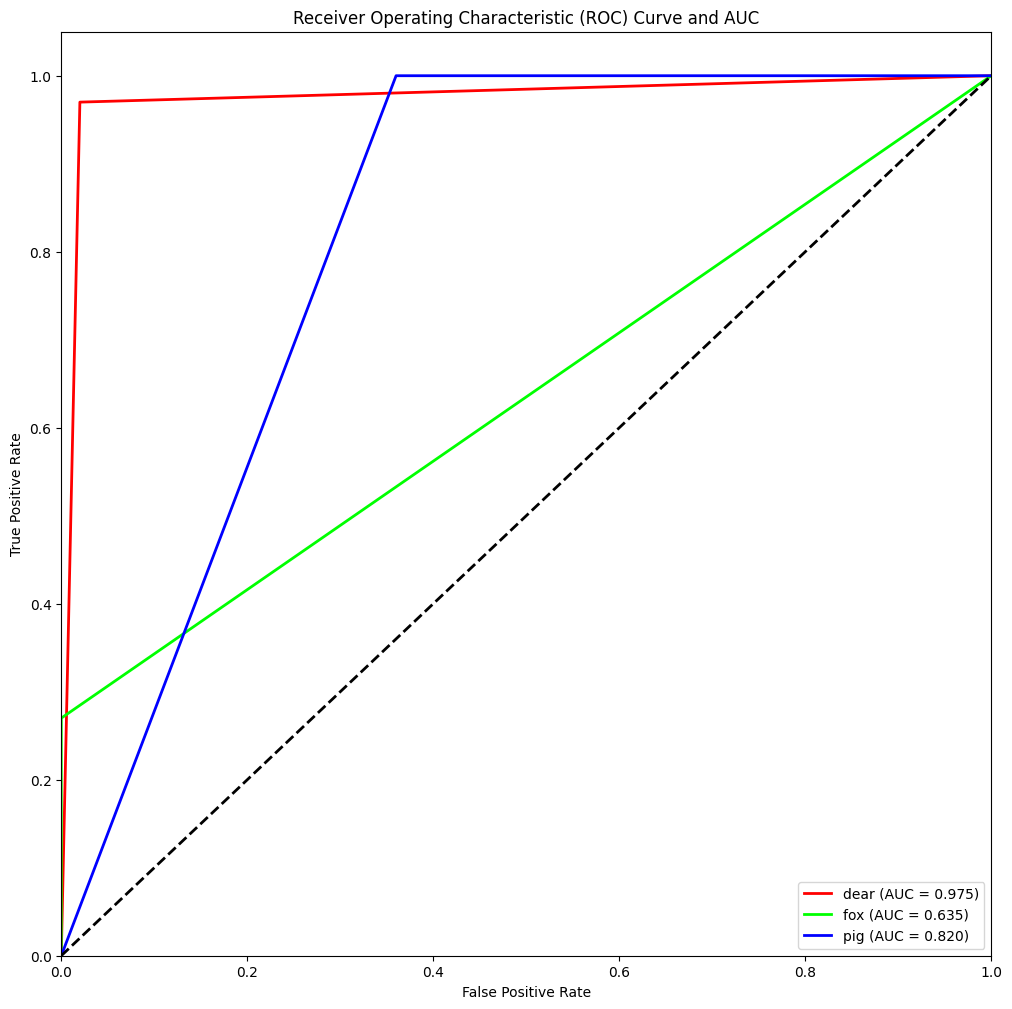 Receiver Operating Characteristic (ROC) Curve and AUC
1.0
0.8
0.6
0.4
0.2
0.0
True Positive Rate
0.0 0.2 0.4 0.6 0.8 1.0
False Positive Rate
dear (AUC = 0.975)
fox (AUC = 0.635)
pig (AUC = 0.820)